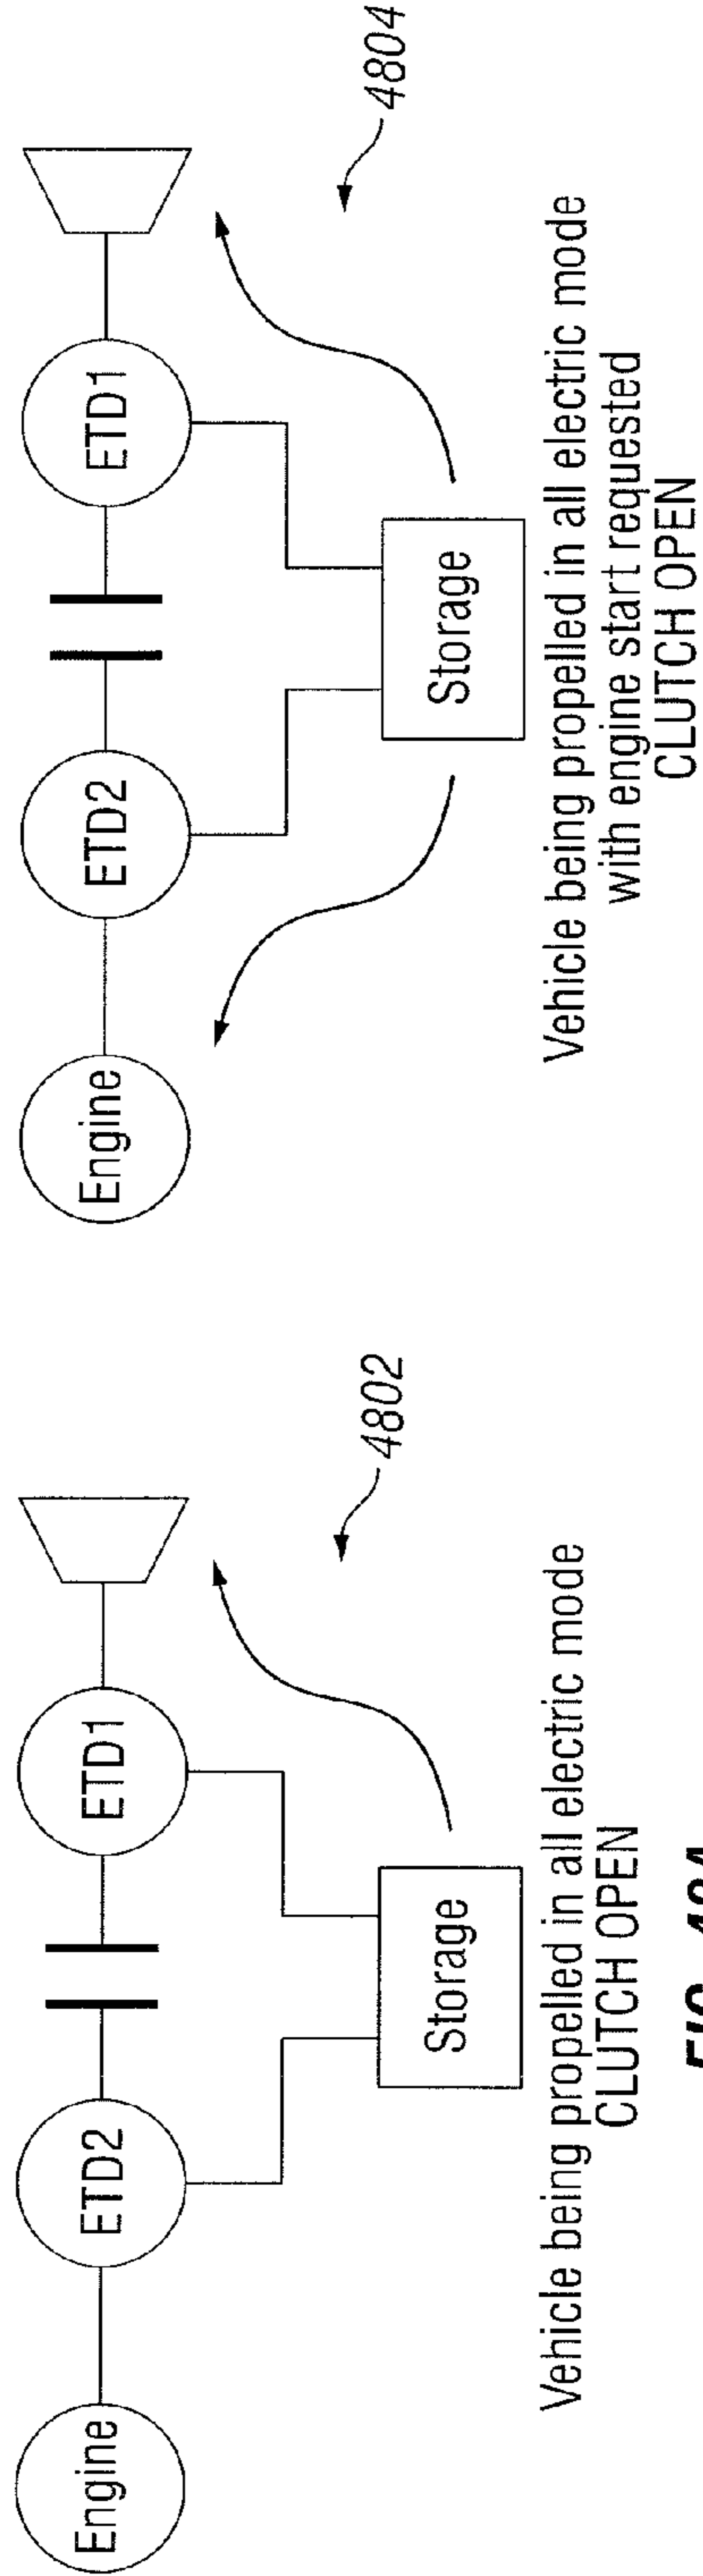 Engine
ETD2
ETD1
Storage
4802
Vehicle being propelled in all electric mode
CLUTCH OPEN
Engine
ETD2
ETD1
Storage
4804
Vehicle being propelled in all electric mode
with engine start requested
CLUTCH OPEN